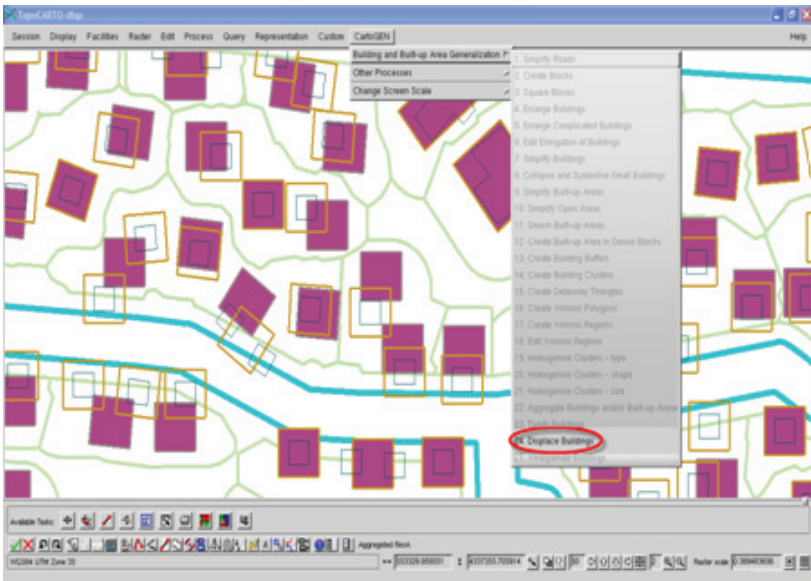 TopoCARTO-disp
Session Display Facilities Raster Edit Process Query Representation Custom CartoGEN Help
Building and Built-up Area Generalization
Other Processes
Change Screen Scale
1. Simplify Roads
2. Create Blocks
3. Square Blocks
4. Enlarge Buildings
5. Enlarge Complicated Buildings
6. Edit Elongation of Buildings
7. Simplify Buildings
8. Collapse and Symbolise Small Buildings
9. Simplify Built-up Areas
10. Simplify Open Areas
11. Built-up Areas
12. Create Built-up Area in Dense Blocks
13. Create Building Buffers
14. Create Building Clusters
15. Create Delaunay Triangles
16. Create Voronoi Polygons
17. Create Voronoi Regions
18. Edit Voronoi Regions
19. Homogenise Clusters - type
20. Homogenise Clusters - shape
21. Homogenise Clusters - size
22. Aggregate Buildings and/or Built-up Areas
Buildings
24. Displace Buildings
Buildings
Available Tasks:
Aggregated
WGS84 UTM Zone 35
Raster scale